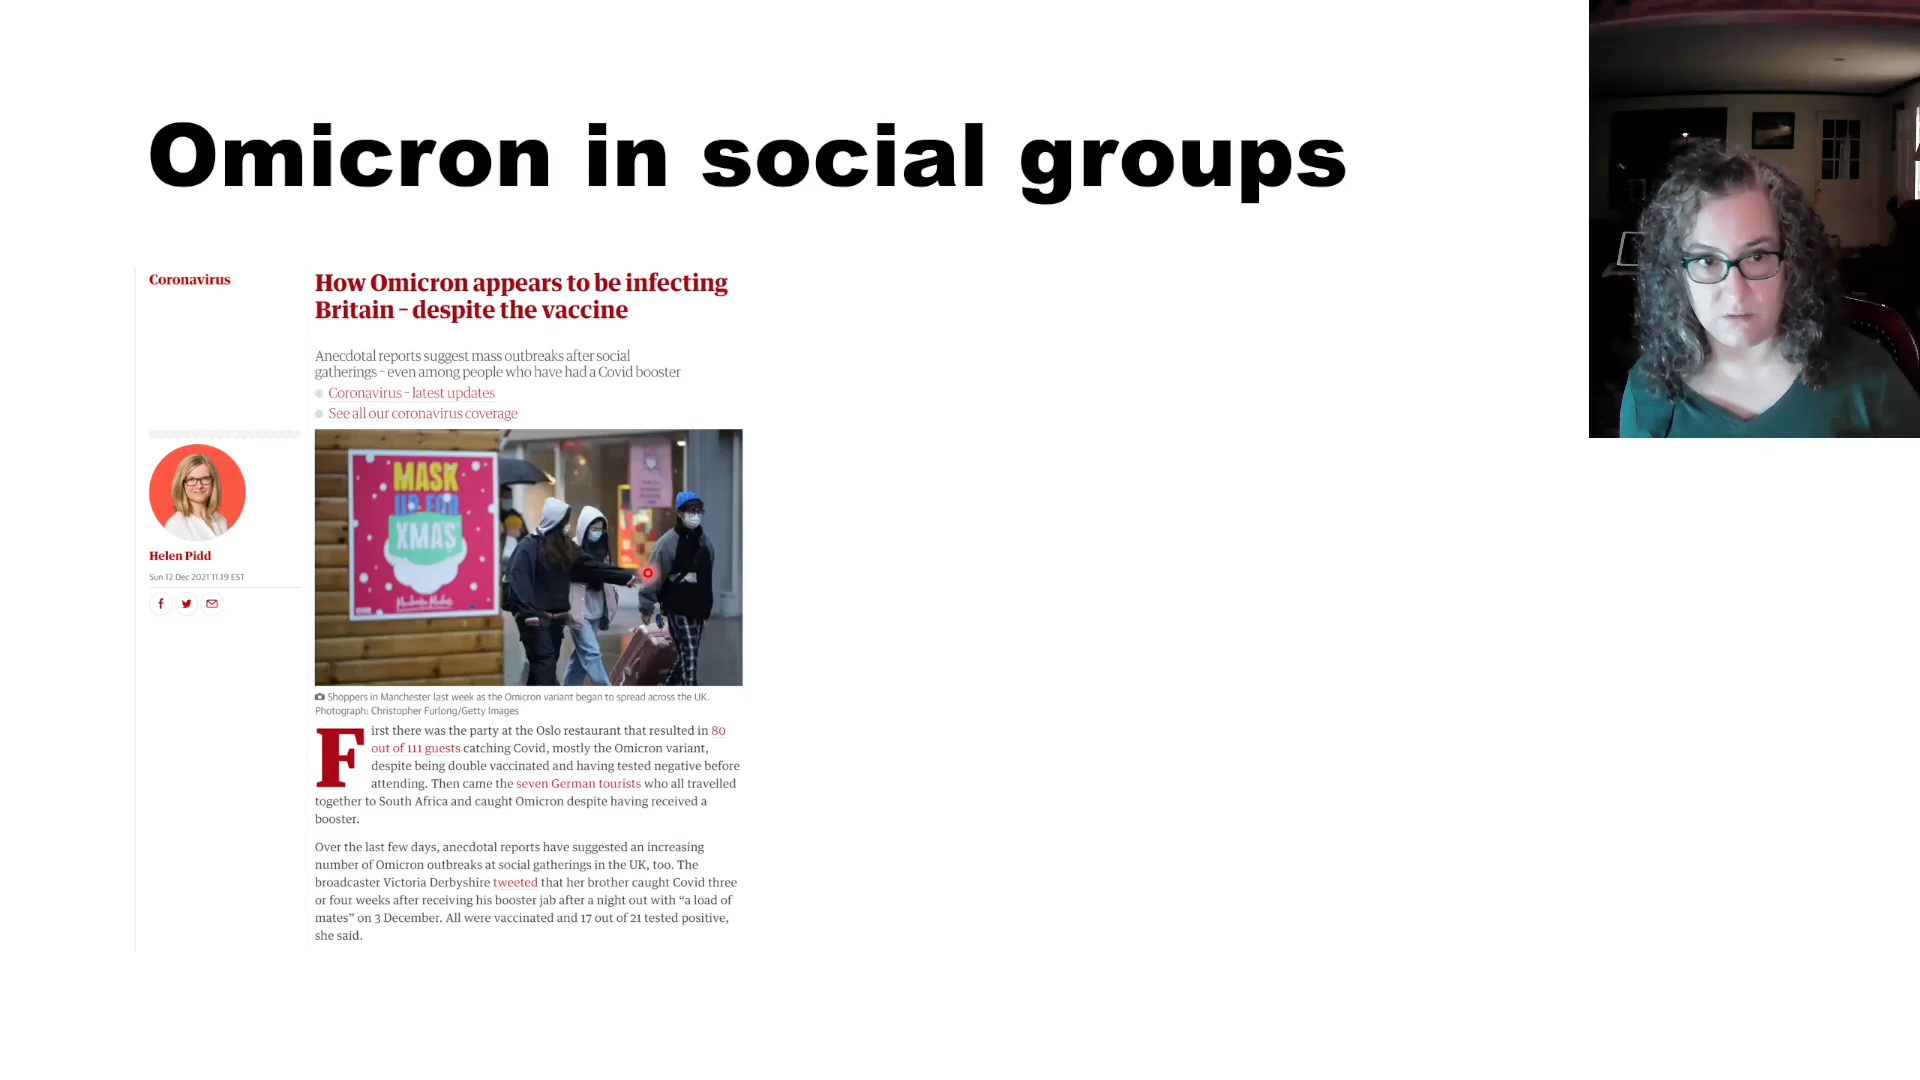 Omicron in social groups
Coronavirus
How Omicron appears to be infecting
Britain – despite the vaccine
Anecdotal reports suggest mass outbreaks after social
gatherings – even among people who have had a Covid booster
Coronavirus – latest updates
See all our coronavirus coverage
MASK
UP FOR
XMAS
Helen Pidd
Sun 12 Dec 2021 11.19 EST
Shoppers in Manchester last week as the Omicron variant began to spread across the UK.
Photograph: Christopher Furlong/Getty Images
First there was the party at the Oslo restaurant that resulted in 80
out of 111 guests catching Covid, mostly the Omicron variant,
despite being double vaccinated and having tested negative before
attending. Then came the seven German tourists who all travelled
together to South Africa and caught Omicron despite having received a
booster.
Over the last few days, anecdotal reports have suggested an increasing
number of Omicron outbreaks at social gatherings in the UK, too. The
broadcaster Victoria Derbyshire tweeted that her brother caught Covid three
or four weeks after receiving his booster jab after a night out with “a load of
mates” on 3 December. All were vaccinated and 17 out of 21 tested positive,
she said.